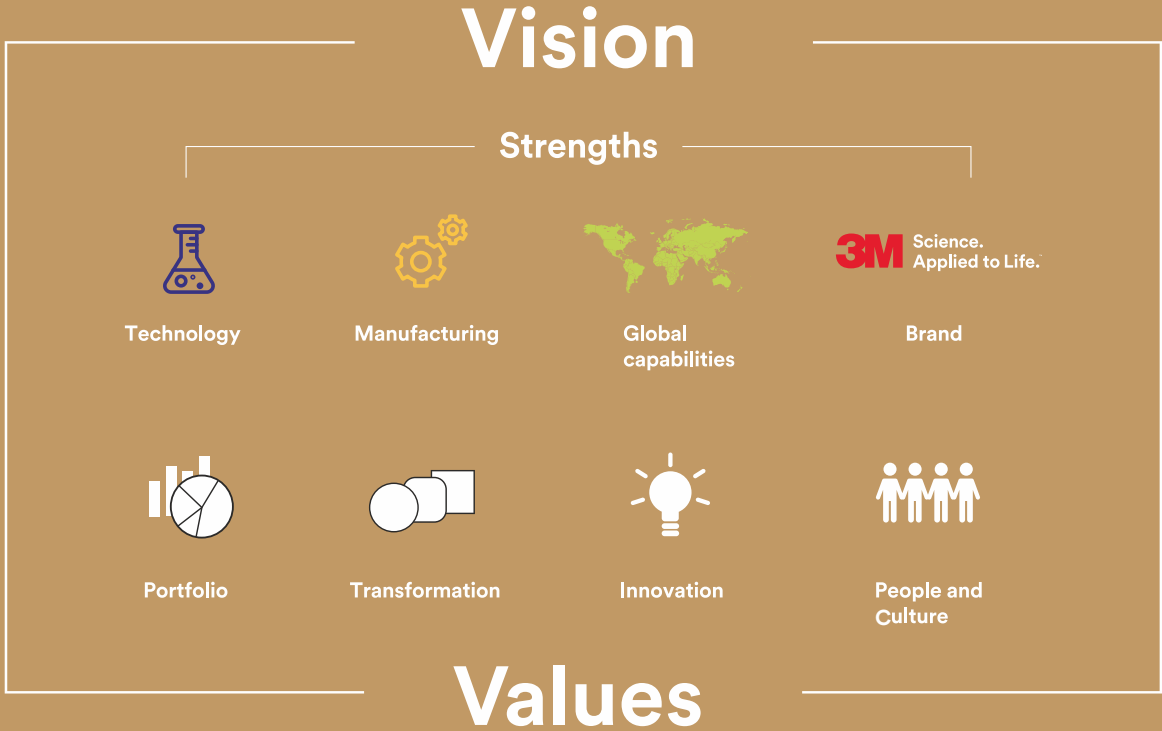 Vision
Strengths
3M Science.
Applied to Life.
Technology
Manufacturing
Global
capabilities
Brand
Portfolio
Transformation
Innovation
People and
Culture
Values